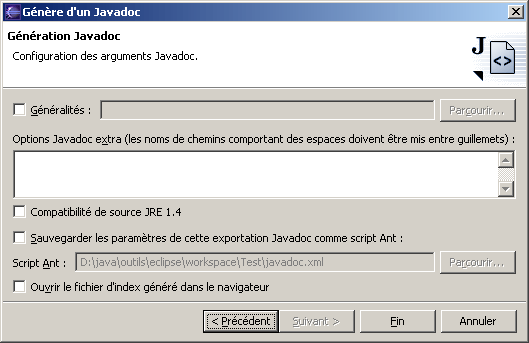 Génère d'un Javadoc
Génération Javadoc
Configuration des arguments Javadoc.
Généralités :
Parcourir...
Options Javadoc extra (les noms de chemins comportant des espaces doivent être mis entre guillemets) :
Compatibilité de source JRE 1.4
Sauvegarder les paramètres de cette exportation Javadoc comme script Ant :
Script Ant : D:\java\outils\eclipse\workspace\Test\javadoc.xml Parcourir...
Ouvrir le fichier d'index généré dans le navigateur
< Précédent Suivant > Fin Annuler